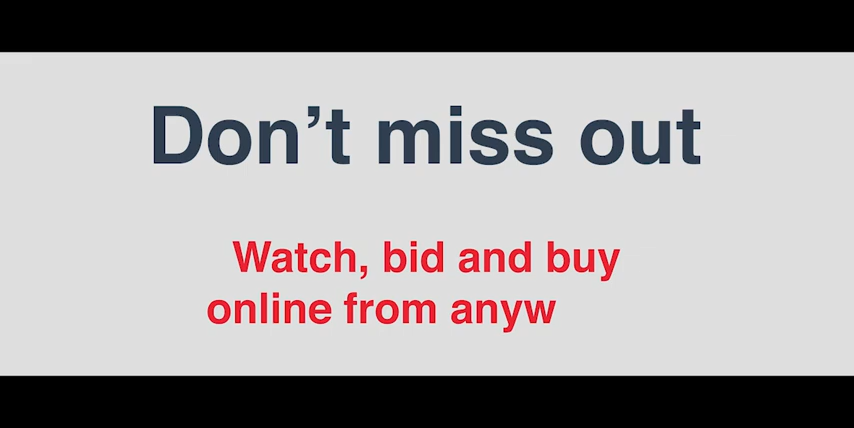 Don’t miss out
Watch, bid and buy
online from anyw